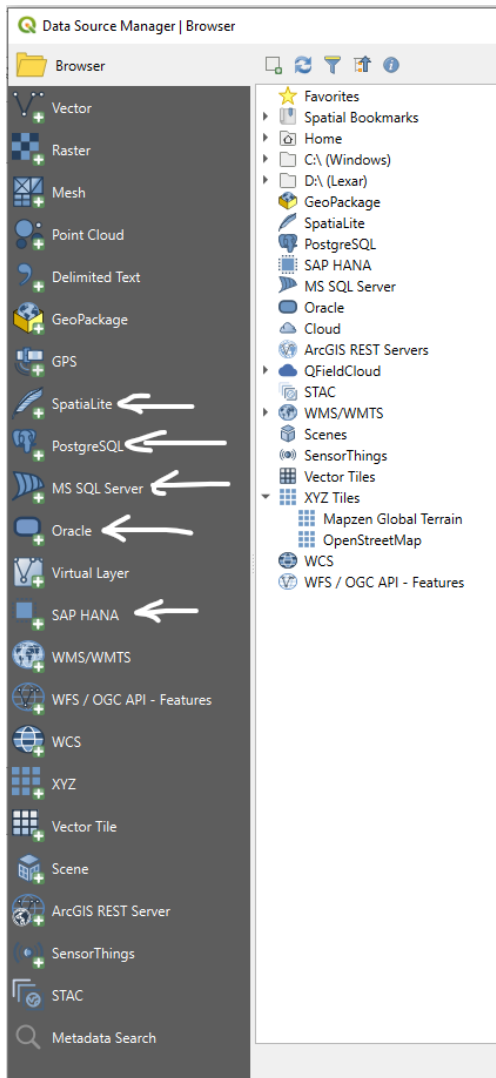 Data Source Manager | Browser
Browser
Vector
Raster
Mesh
Point Cloud
Delimited Text
GeoPackage
GPS
SpatiaLite
PostgreSQL
MS SQL Server
Oracle
Virtual Layer
SAP HANA
WMS/WMTS
WFS / OGC API - Features
WCS
XYZ
Vector Tile
Scene
ArcGIS REST Server
SensorThings
STAC
Metadata Search
Favorites
Spatial Bookmarks
Home
C:\ (Windows)
D:\ (Lexar)
GeoPackage
SpatiaLite
PostgreSQL
SAP HANA
MS SQL Server
Oracle
Cloud
ArcGIS REST Servers
QFieldCloud
STAC
WMS/WMTS
Scenes
SensorThings
Vector Tiles
XYZ Tiles
Mapzen Global Terrain
OpenStreetMap
WCS
WFS / OGC API - Features